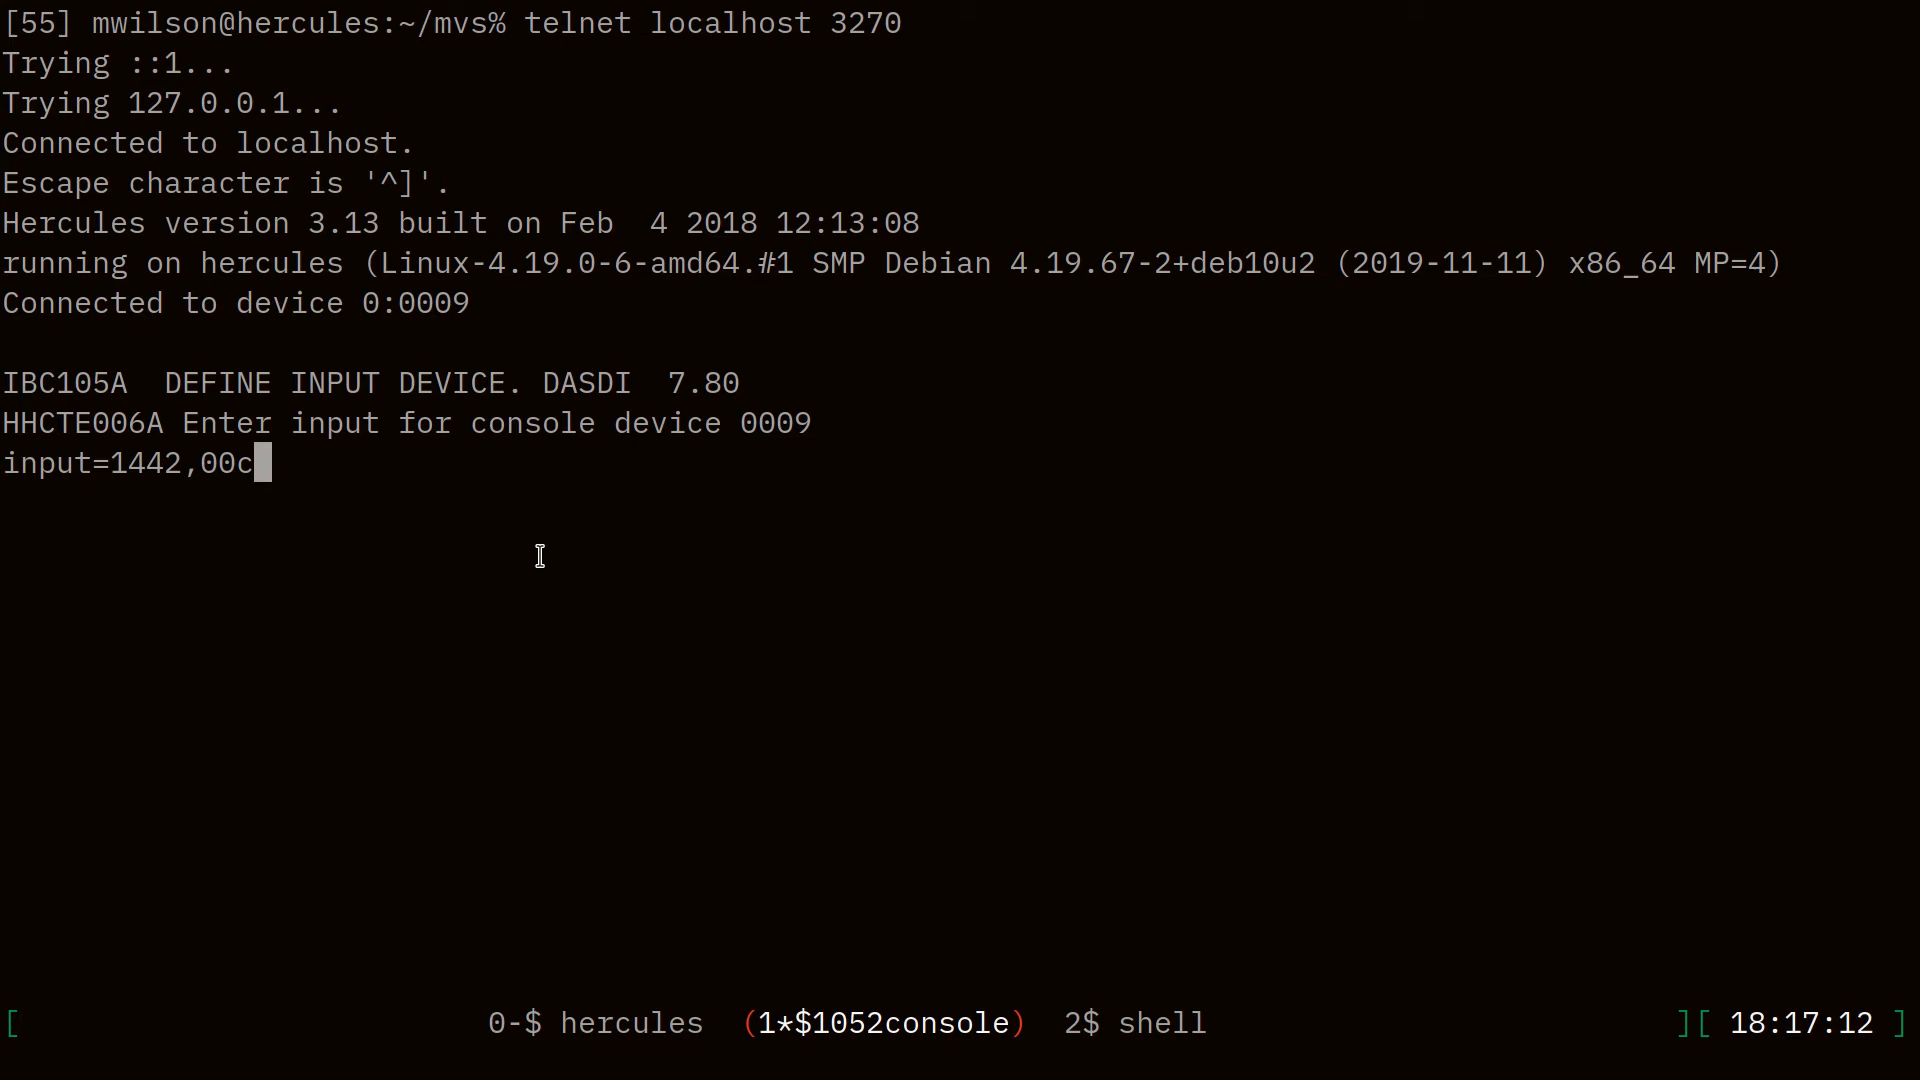 [55] mwilson@hercules:~/mvs% telnet localhost 3270
Trying ::1...
Trying 127.0.0.1...
Connected to localhost.
Escape character is '^]'.
Hercules version 3.13 built on Feb  4 2018 12:13:08
running on hercules (Linux-4.19.0-6-amd64.#1 SMP Debian 4.19.67-2+deb10u2 (2019-11-11) x86_64 MP=4)
Connected to device 0:0009
IBC105A  DEFINE INPUT DEVICE. DASDI  7.80
HHCTE006A Enter input for console device 0009
input=1442,00c
[ 0-$ hercules  (1*$1052console)  2$ shell ][ 18:17:12 ]